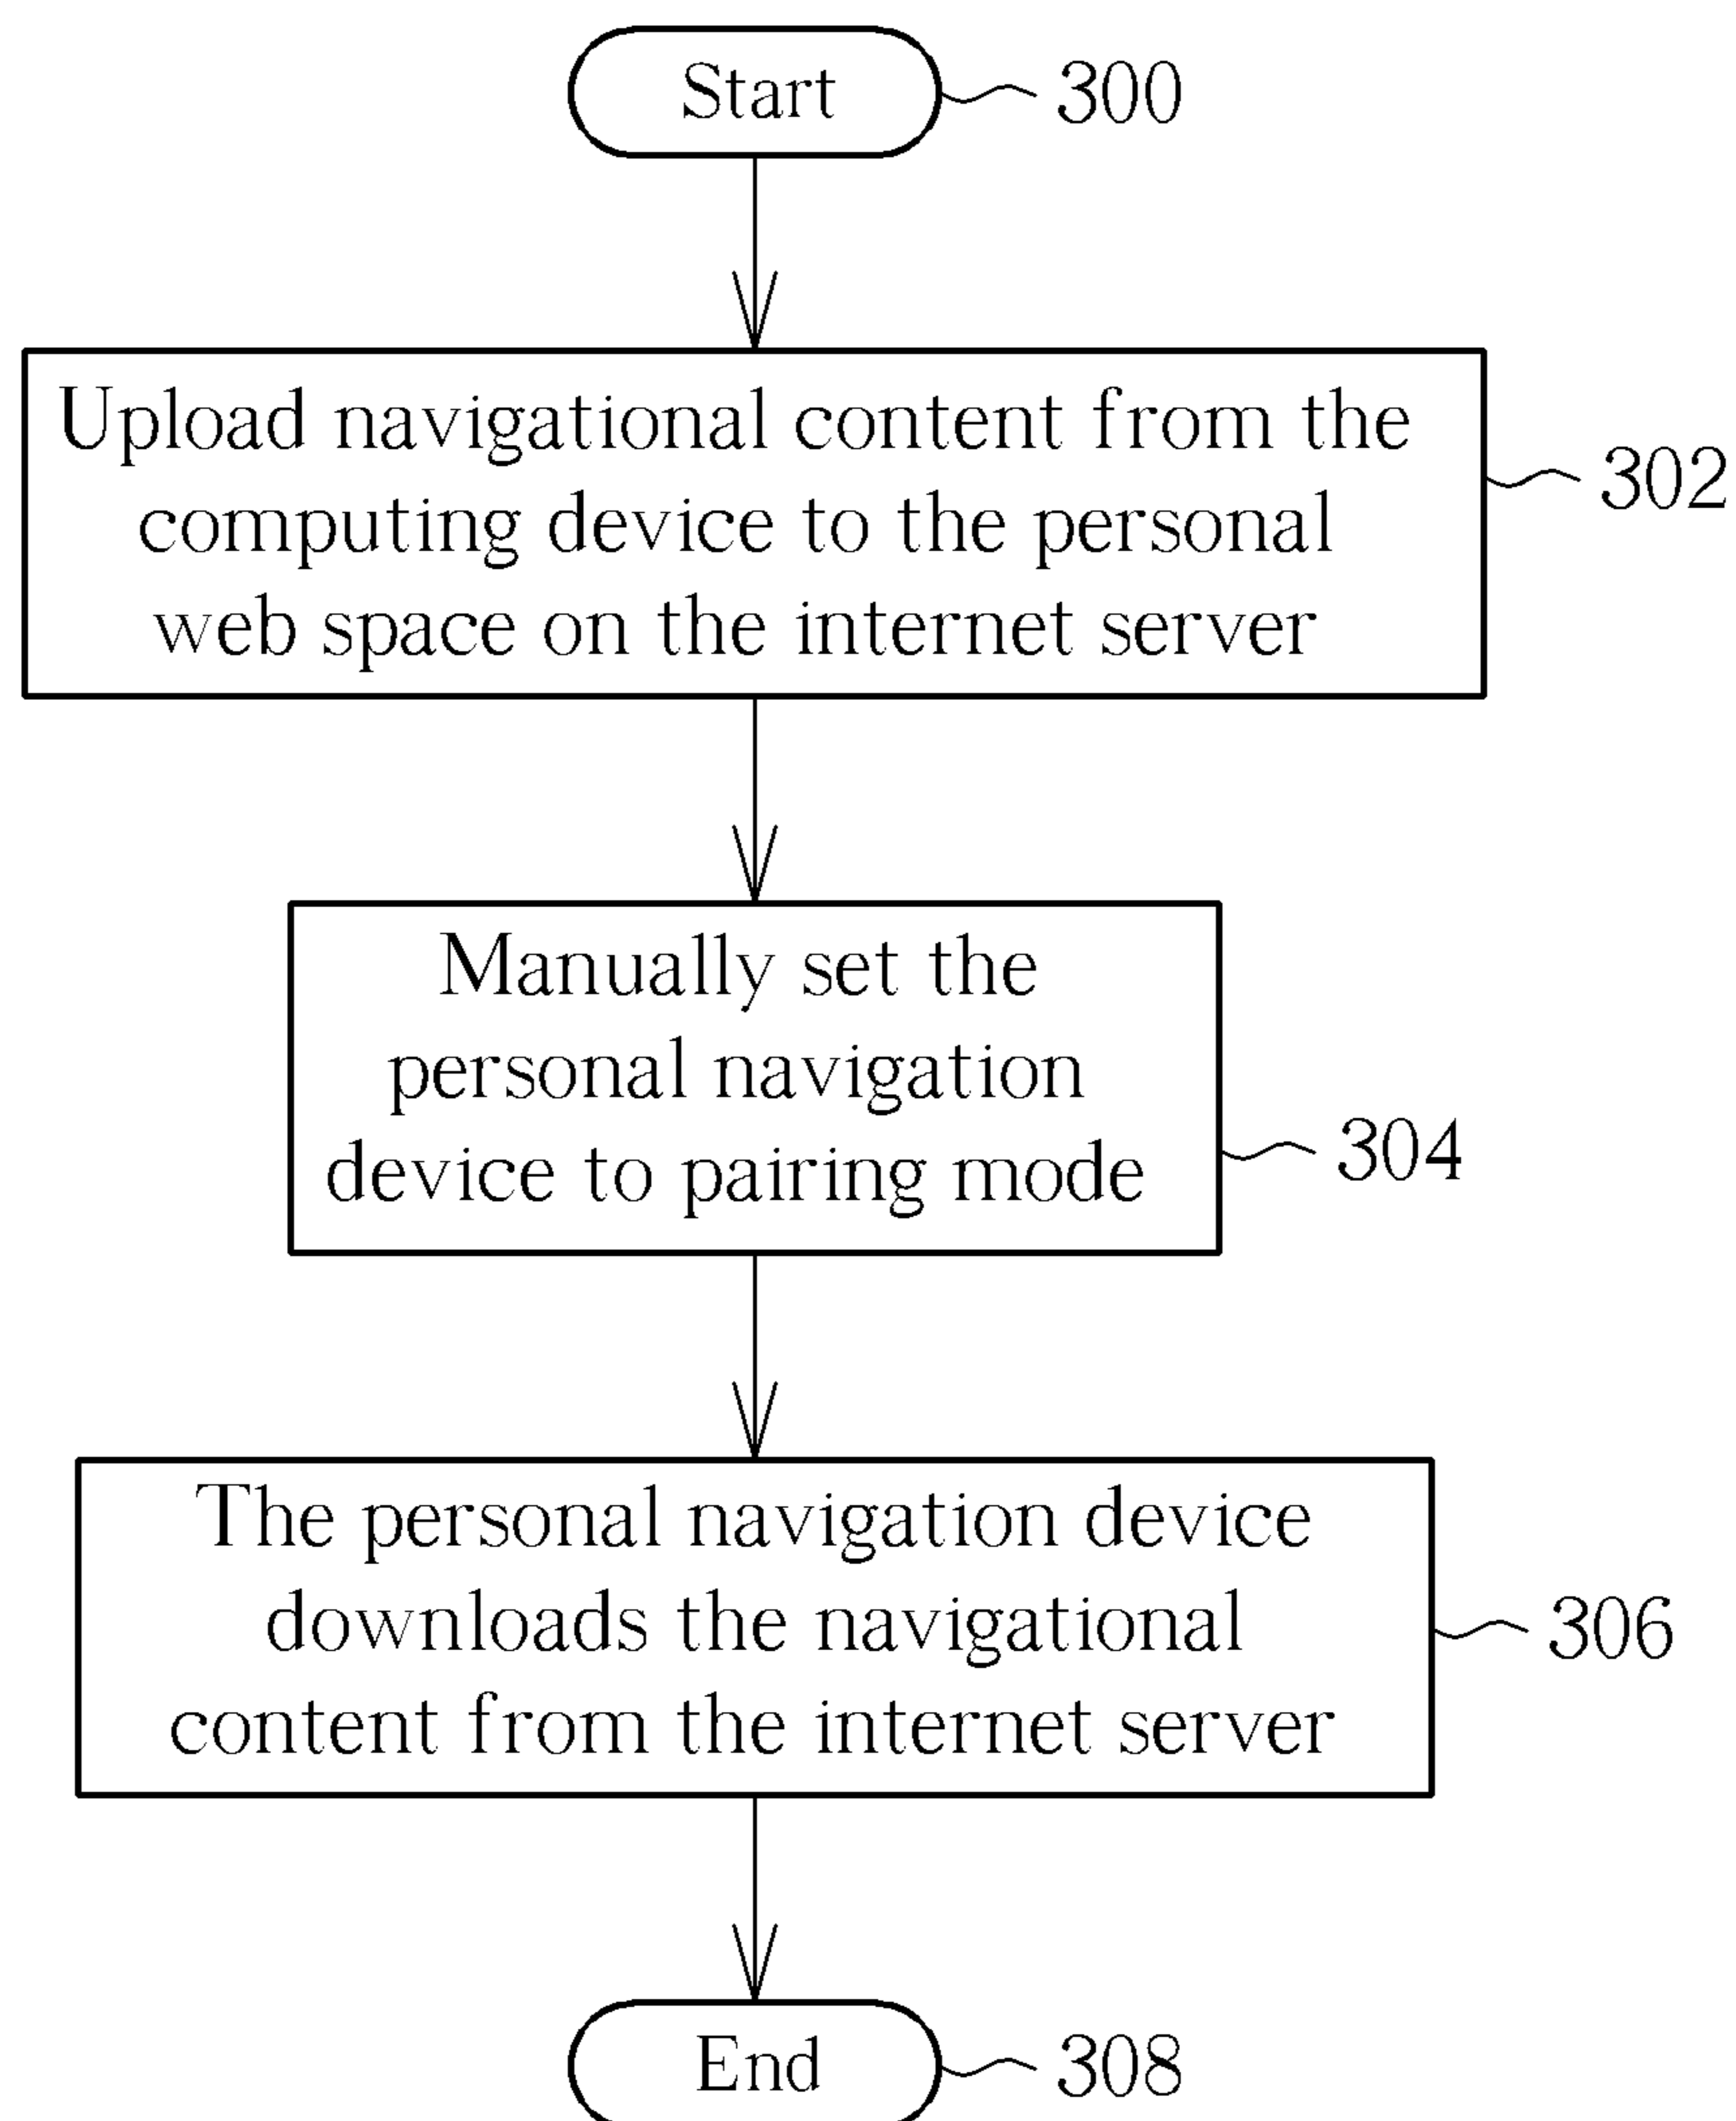 Start
300
Upload navigational content from the
computing device to the personal
web space on the internet server
302
Manually set the
personal navigation
device to pairing mode
304
The personal navigation device
downloads the navigational
content from the internet server
306
End
308